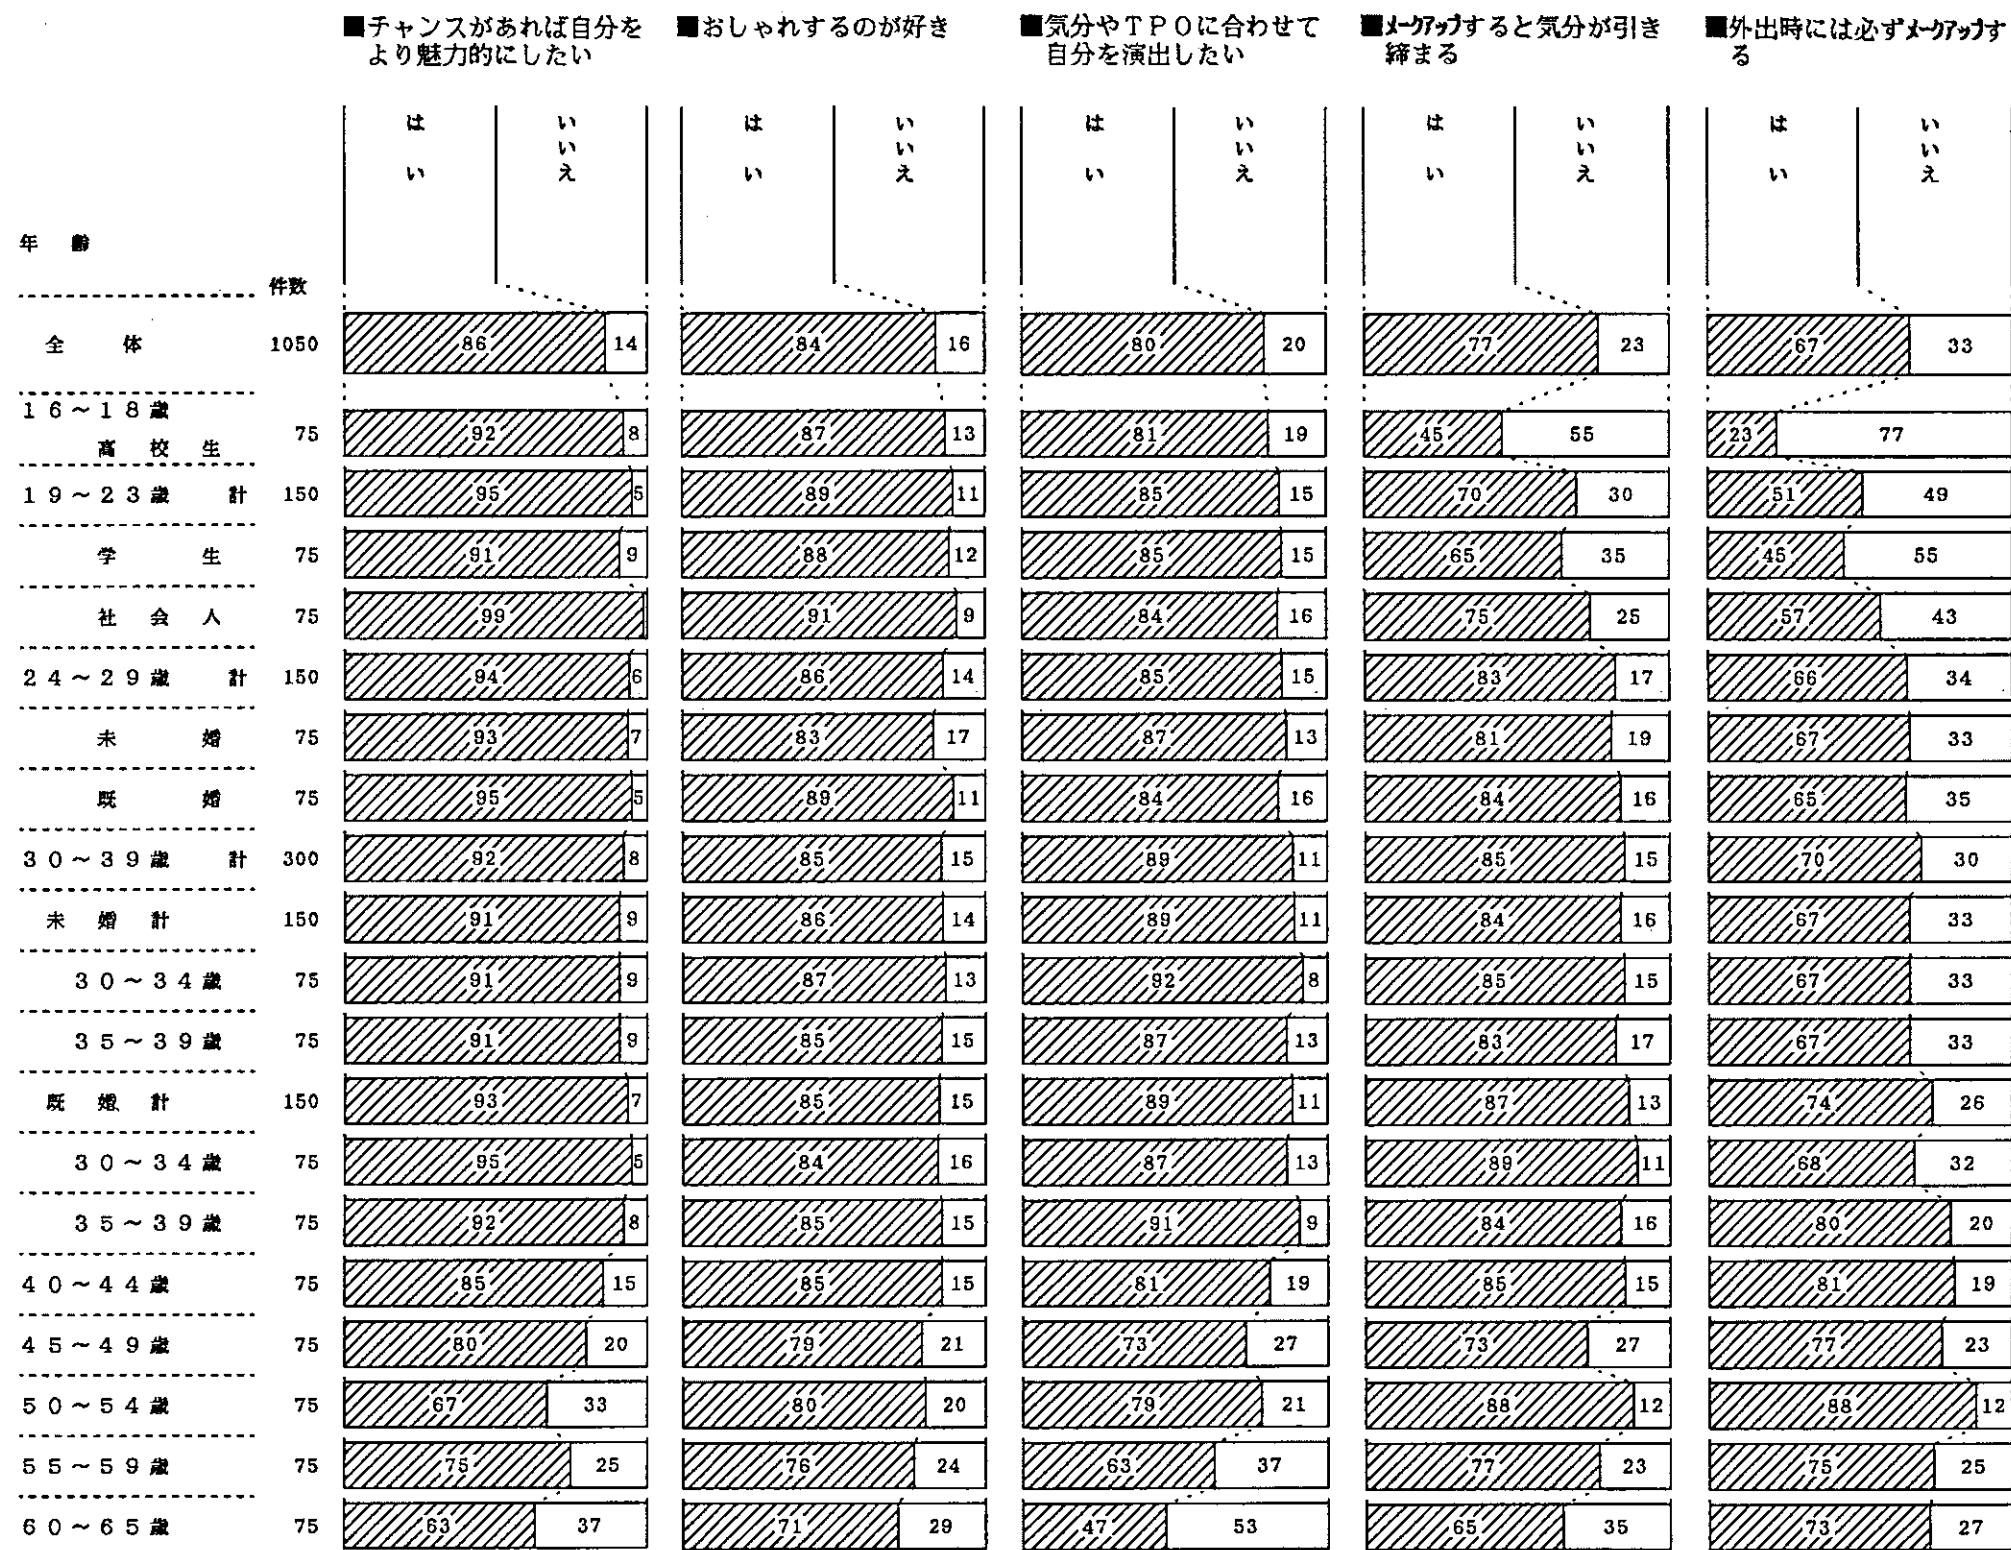 ■チャンスがあれば自分を
より魅力的にしたい
■おしゃれするのが好き
■気分やTPOに合わせて
自分を演出したい
■メークアップすると気分が引き
締まる
■外出時には必ずメークアップす
る
はい いいえ はい いいえ はい いいえ はい いいえ はい いいえ
年齢
件数
全体 1050 86 14 84 16 80 20 77 23 67 33
16~18歳
高校生 75 92 8 87 13 81 19 45 55 23 77
19~23歳 計 150 95 5 89 11 85 15 70 30 51 49
学生 75 91 9 88 12 85 15 65 35 45 55
社会人 75 99 91 9 84 16 75 25 57 43
24~29歳 計 150 94 6 86 14 85 15 83 17 66 34
未婚 75 93 7 83 17 87 13 81 19 67 33
既婚 75 95 5 89 11 84 16 84 16 65 35
30~39歳 計 300 92 8 85 15 89 11 85 15 70 30
未婚計 150 91 9 86 14 89 11 84 16 67 33
30~34歳 75 91 9 87 13 92 8 85 15 67 33
35~39歳 75 91 9 85 15 87 13 83 17 67 33
既婚計 150 93 7 85 15 89 11 87 13 74 26
30~34歳 75 95 5 84 16 87 13 89 11 68 32
35~39歳 75 92 8 85 15 91 9 84 16 80 20
40~44歳 75 85 15 85 15 81 19 85 15 81 19
45~49歳 75 80 20 79 21 73 27 73 27 77 23
50~54歳 75 67 33 80 20 79 21 88 12 88 12
55~59歳 75 75 25 76 24 63 37 77 23 75 25
60~65歳 75 63 37 71 29 47 53 65 35 73 27